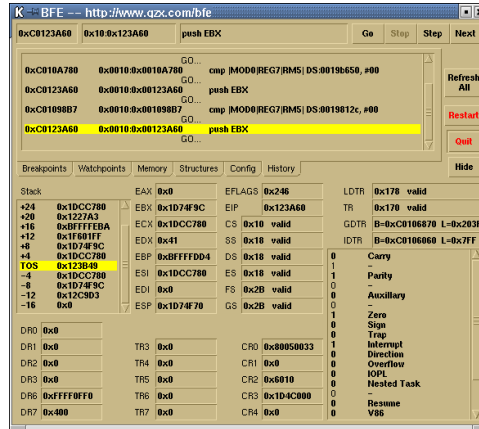 BFE -- http://www.qzx.com/bfe
0xC0123A60 0x10:0x123A60 push EBX Go Stop Step Next
GO...
0xC010A780 0x0010:0x0010A780 cmp |MOD0|REG7|RM5| DS:0019b650, #00
GO...
0xC0123A60 0x0010:0x00123A60 push EBX
GO...
0xC01098B7 0x0010:0x001098B7 cmp |MOD0|REG7|RM5| DS:0019812c, #00
GO...
0xC0123A60 0x0010:0x00123A60 push EBX
GO...
Refresh All
Restart
Quit
Hide
Breakpoints Watchpoints Memory Structures Config History
Stack
+24 0x1DCC780
+20 0x1227A3
+16 0xBFFFFEBA
+12 0x1F601FF
+8 0x1D74F9C
+4 0x1DCC780
TOS 0x123B49
-4 0x1DCC780
-8 0x1D74F9C
-12 0x12C9D3
-16 0x0
EAX 0x0
EBX 0x1D74F9C
ECX 0x1DCC780
EDX 0x41
EBP 0xBFFFFDD4
ESI 0x1DCC780
EDI 0x0
ESP 0x1D74F70
EFLAGS 0x246
EIP 0x123A60
CS 0x10 valid
DS 0x18 valid
ES 0x18 valid
SS 0x18 valid
FS 0x2B valid
GS 0x2B valid
LDTR 0x178 valid
TR 0x170 valid
GDTR B=0xC0106870
IDTR B=0xC0106060 L=0x7FF
0 Carry
1 -
1 Parity
0 -
0 Auxillary
0 -
1 Zero
0 Sign
0 Trap
1 Interrupt
0 Direction
0 Overflow
0 IOPL
0 Nested Task
0 -
0 Resume
0 V86
DR0 0x0
DR1 0x0
DR2 0x0
DR3 0x0
DR6 0xFFFF0FF0
DR7 0x400
TR3 0x0
TR4 0x0
TR5 0x0
TR6 0x0
TR7 0x0
CR0 0x80050033
CR1 0x0
CR2 0x6010
CR3 0x1D4C000
CR4 0x0